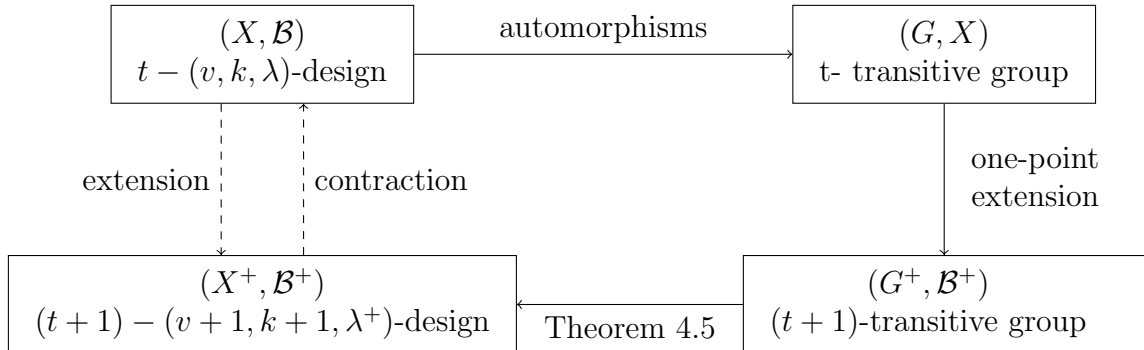 (X, ℬ)
t − (v, k, λ)-design
automorphisms
(G, X)
t- transitive group
extension
contraction
one-point
extension
(X⁺, ℬ⁺)
(t + 1) − (v + 1, k + 1, λ⁺)-design
Theorem 4.5
(G⁺, ℬ⁺)
(t + 1)-transitive group